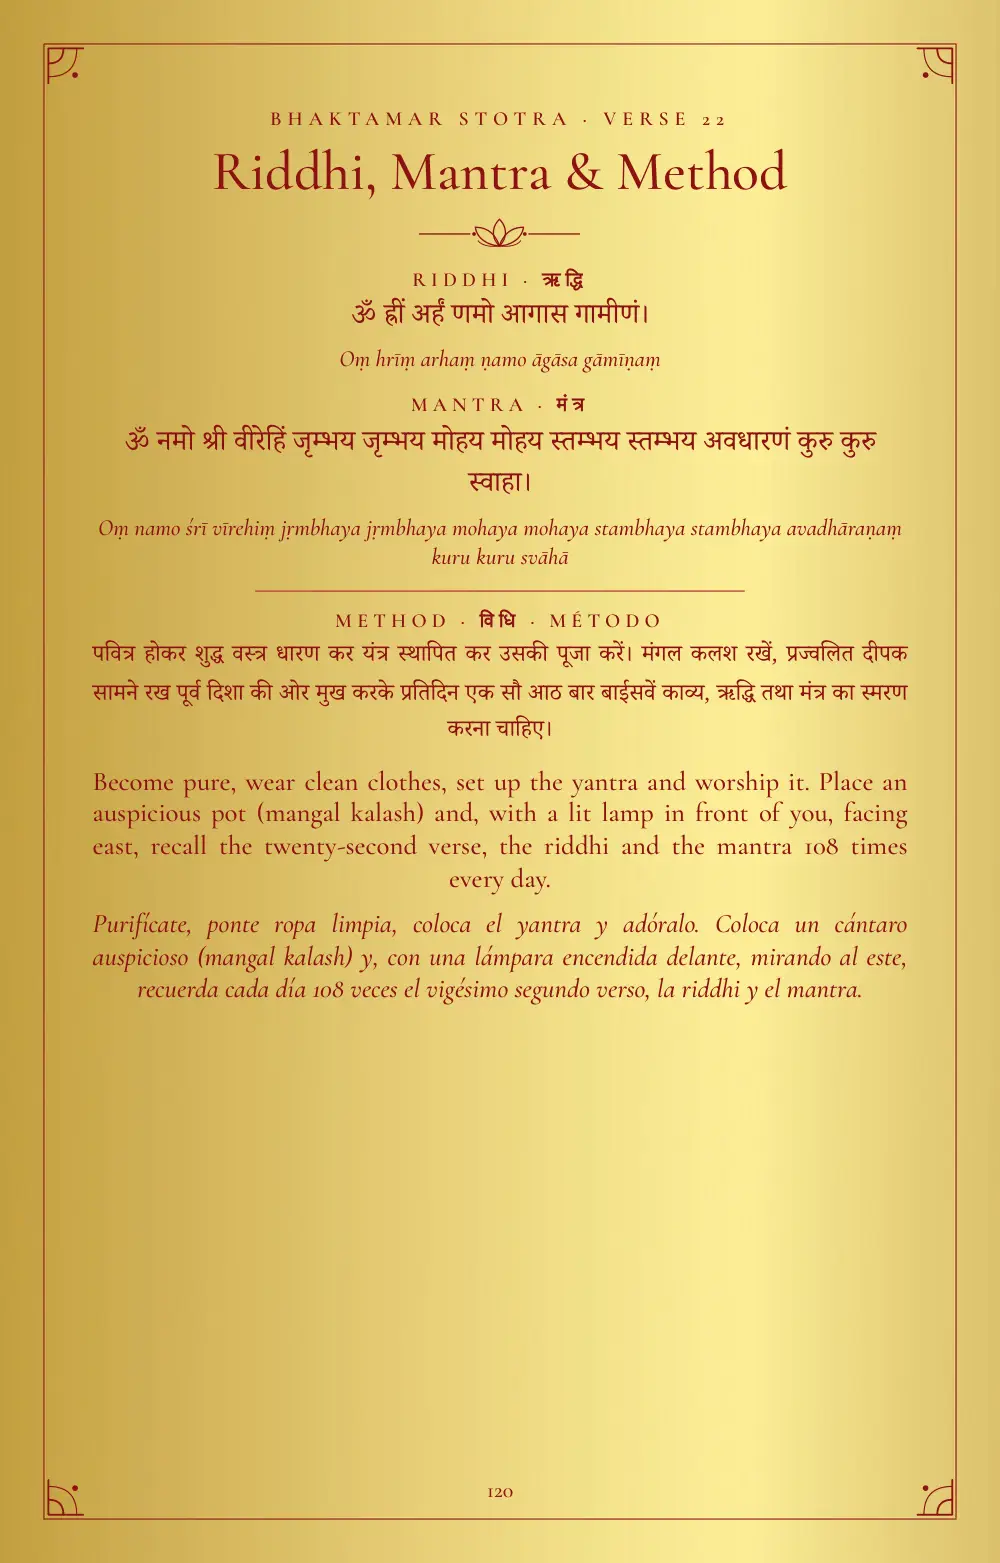 BHAKTAMAR STOTRA · VERSE 22
Riddhi, Mantra & Method
RIDDHI · ऋद्धि
ॐ ह्रीं अर्हं णमो आगास गामीणं।
Oṃ hrīṃ arhaṃ ṇamo āgāsa gāmīṇaṃ
MANTRA · मंत्र
ॐ नमो श्री वीरेहिं जृम्भय जृम्भय मोहय मोहय स्तम्भय स्तम्भय अवधारणं कुरु कुरु
स्वाहा।
Oṃ namo śrī vīrehiṃ jṛmbhaya jṛmbhaya mohaya mohaya stambhaya stambhaya avadhāraṇaṃ
kuru kuru svāhā
METHOD · विधि · MÉTODO
पवित्र होकर शुद्ध वस्त्र धारण कर यंत्र स्थापित कर उसकी पूजा करें। मंगल कलश रखें, प्रज्वलित दीपक
सामने रख पूर्व दिशा की ओर मुख करके प्रतिदिन एक सौ आठ बार बाईसवें काव्य, ऋद्धि तथा मंत्र का स्मरण
करना चाहिए।
Become pure, wear clean clothes, set up the yantra and worship it. Place an
auspicious pot (mangal kalash) and, with a lit lamp in front of you, facing
east, recall the twenty-second verse, the riddhi and the mantra 108 times
every day.
Purifícate, ponte ropa limpia, coloca el yantra y adóralo. Coloca un cántaro
auspicioso (mangal kalash) y, con una lámpara encendida delante, mirando al este,
recuerda cada día 108 veces el vigésimo segundo verso, la riddhi y el mantra.
120